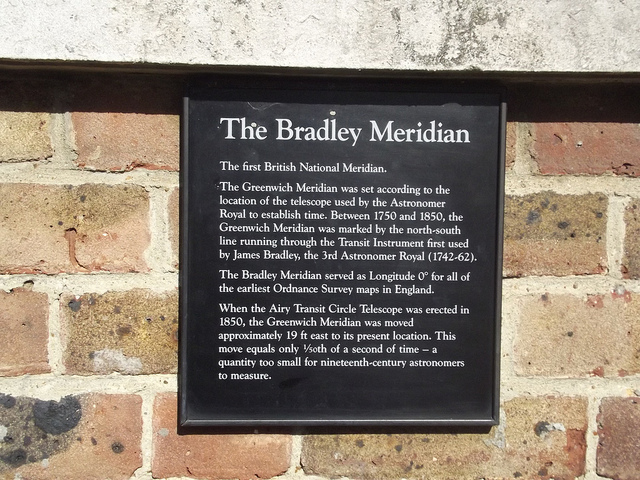 The Bradley Meridian
The first British National Meridian.
The Greenwich Meridian was set according to the
location of the telescope used by the Astronomer
Royal to establish time. Between 1750 and 1850, the
Greenwich Meridian was marked by the north-south
line running through the Transit Instrument first used
by James Bradley, the 3rd Astronomer Royal (1742-62).
The Bradley Meridian served as Longitude 0° for all of
the earliest Ordnance Survey maps in England.
When the Airy Transit Circle Telescope was erected in
1850, the Greenwich Meridian was moved
approximately 19 ft east to its present location. This
move equals only 1/50th of a second of time – a
quantity too small for nineteenth-century astronomers
to measure.